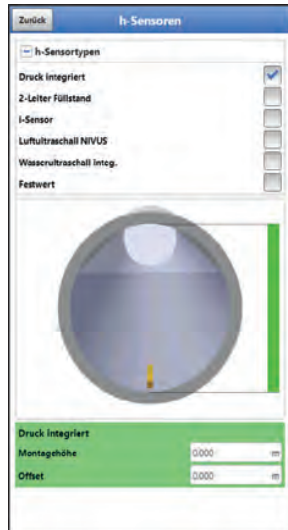 Zurück
h-Sensoren
h-Sensortypen
Druck integriert
2-Leiter Füllstand
i-Sensor
Luftultraschall NIVUS
Wasserultraschall integ.
Festwert
Druck integriert
Montagehöhe 0.000 m
Offset 0.000 m